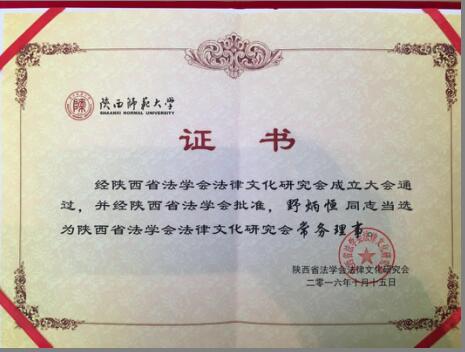 陕西师范大学
SHAANXI NORMAL UNIVERSITY
证书
经陕西省法学会法律文化研究会成立大会通
过，并经陕西省法学会批准，野炳恒同志当选
为陕西省法学会法律文化研究会常务理事。
陕西省法学会法律文化研究会
二零一六年十月十五日